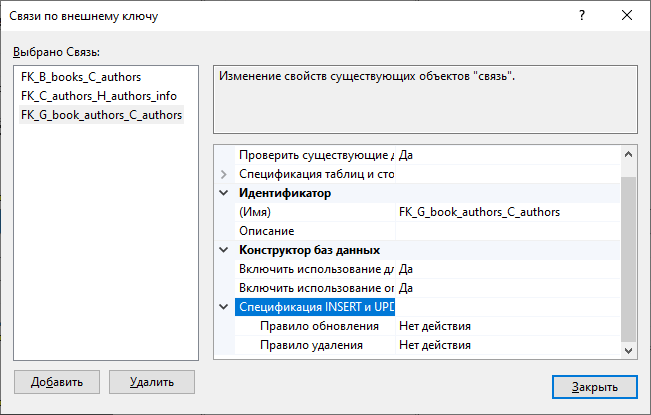 Связи по внешнему ключу
?
Выбрано Связь:
FK_B_books_C_authors
FK_C_authors_H_authors_info
FK_G_book_authors_C_authors
Изменение свойств существующих объектов "связь".
Проверить существующие д Да
Спецификация таблиц и сто
Идентификатор
(Имя) FK_G_book_authors_C_authors
Описание
Конструктор баз данных
Включить использование дл Да
Включить использование ог Да
Спецификация INSERT и UPD
Правило обновления Нет действия
Правило удаления Нет действия
Добавить Удалить
Закрыть